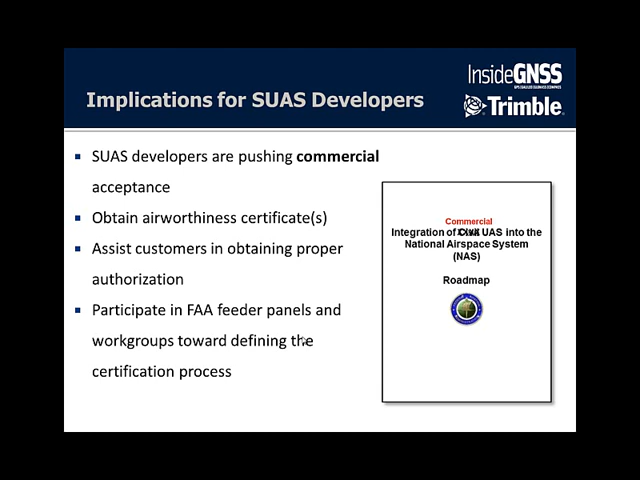 InsideGNSS
Trimble
Implications for SUAS Developers
SUAS developers are pushing commercial
acceptance
Obtain airworthiness certificate(s)
Assist customers in obtaining proper
authorization
Participate in FAA feeder panels and
workgroups toward defining the
certification process
Commercial
Integration of Civil UAS into the
National Airspace System
(NAS)
Roadmap